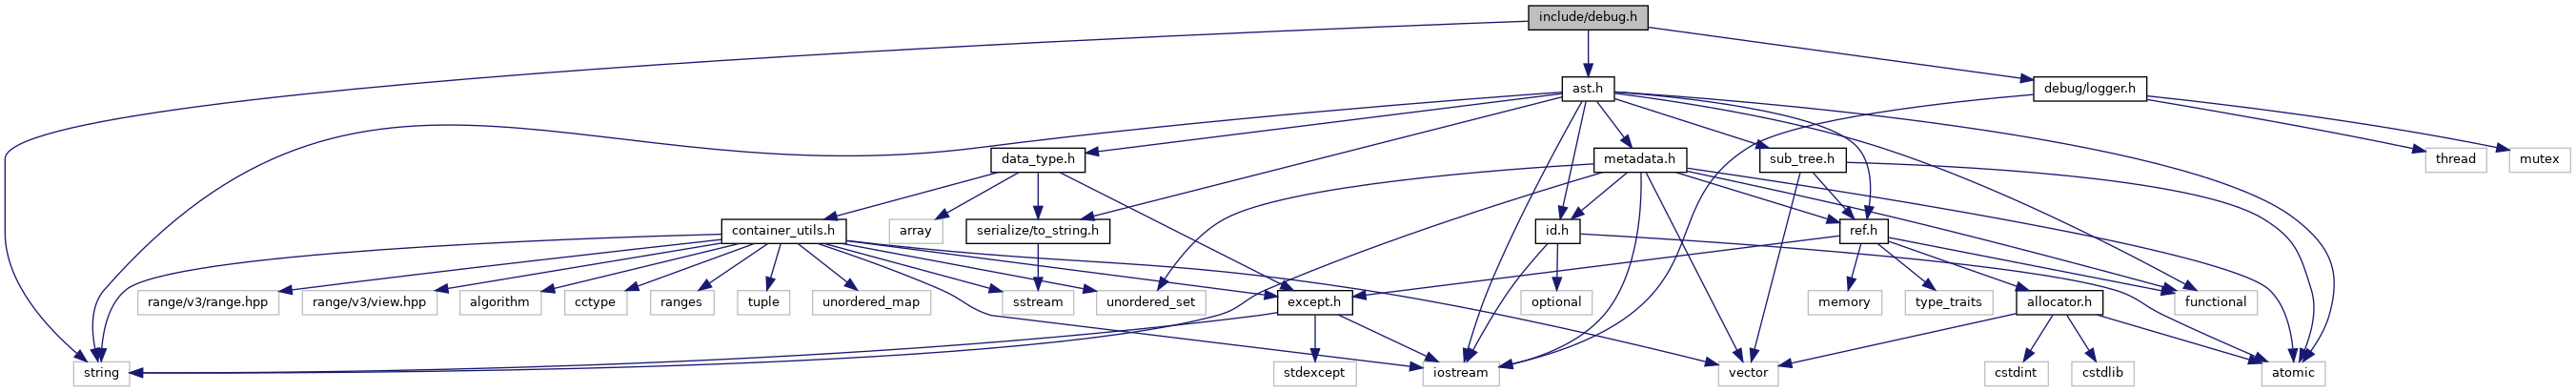 include/debug.h
ast.h
debug/logger.h
data_type.h
metadata.h
sub_tree.h
thread
mutex
container_utils.h
array
serialize/to_string.h
id.h
ref.h
range/v3/range.hpp
range/v3/view.hpp
algorithm
cctype
ranges
tuple
unordered_map
sstream
unordered_set
except.h
optional
memory
type_traits
allocator.h
functional
string
stdexcept
iostream
vector
cstdint
cstdlib
atomic